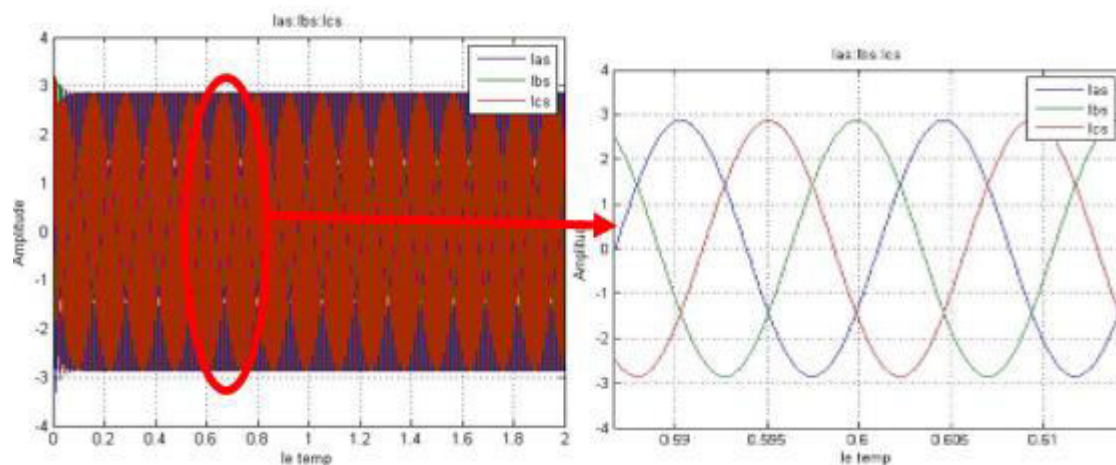 Ias:Ibs:Ics
4
3
2
1
0
-1
-2
-3
-4
Amplitude
0 0.2 0.4 0.6 0.8 1 1.2 1.4 1.6 1.8 2
le temp
Ias
Ibs
Ics
Ias:Ibs:Ics
4
3
2
1
0
-1
-2
-3
-4
Amplitude
0.59 0.595 0.6 0.605 0.61
le temp
Ias
Ibs
Ics